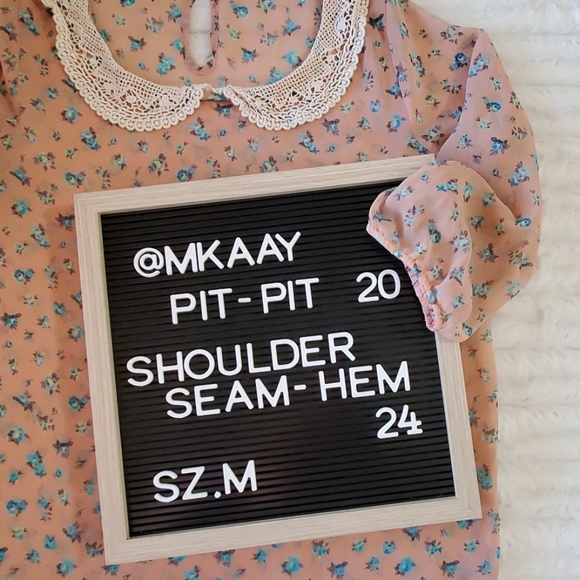 @MKAAY
PIT-PIT 20
SHOULDER
SEAM-HEM
24
SZ.M